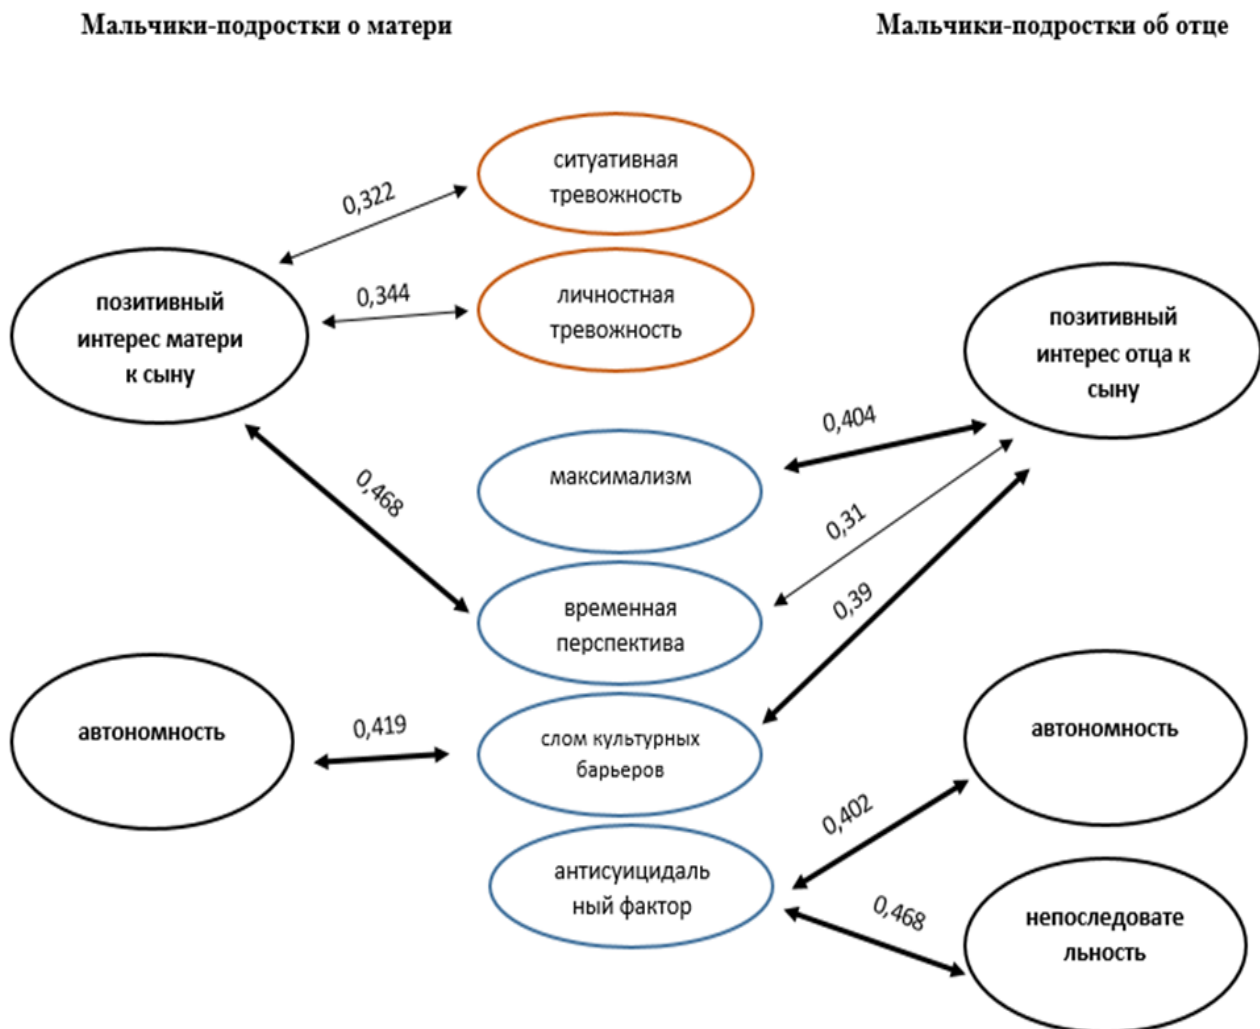 Мальчики-подростки о матери
Мальчики-подростки об отце
ситуативная
тревожность
0,322
позитивный
интерес матери
к сыну
0,344
личностная
тревожность
позитивный
интерес отца к
сыну
0,404
максимализм
0,468
0,31
временная
перспектива
0,39
автономность
0,419
слом культурных
барьеров
автономность
0,402
антисуицидаль
ный фактор
0,468
непоследовате
льность